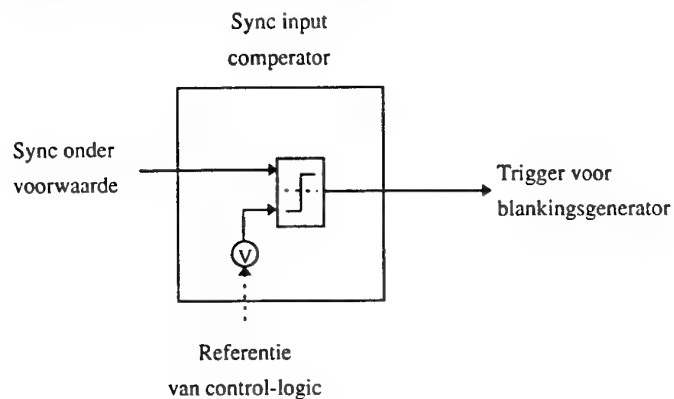 Sync input
comperator
Sync onder
voorwaarde
Trigger voor
blankingsgenerator
V
Referentie
van control-logic